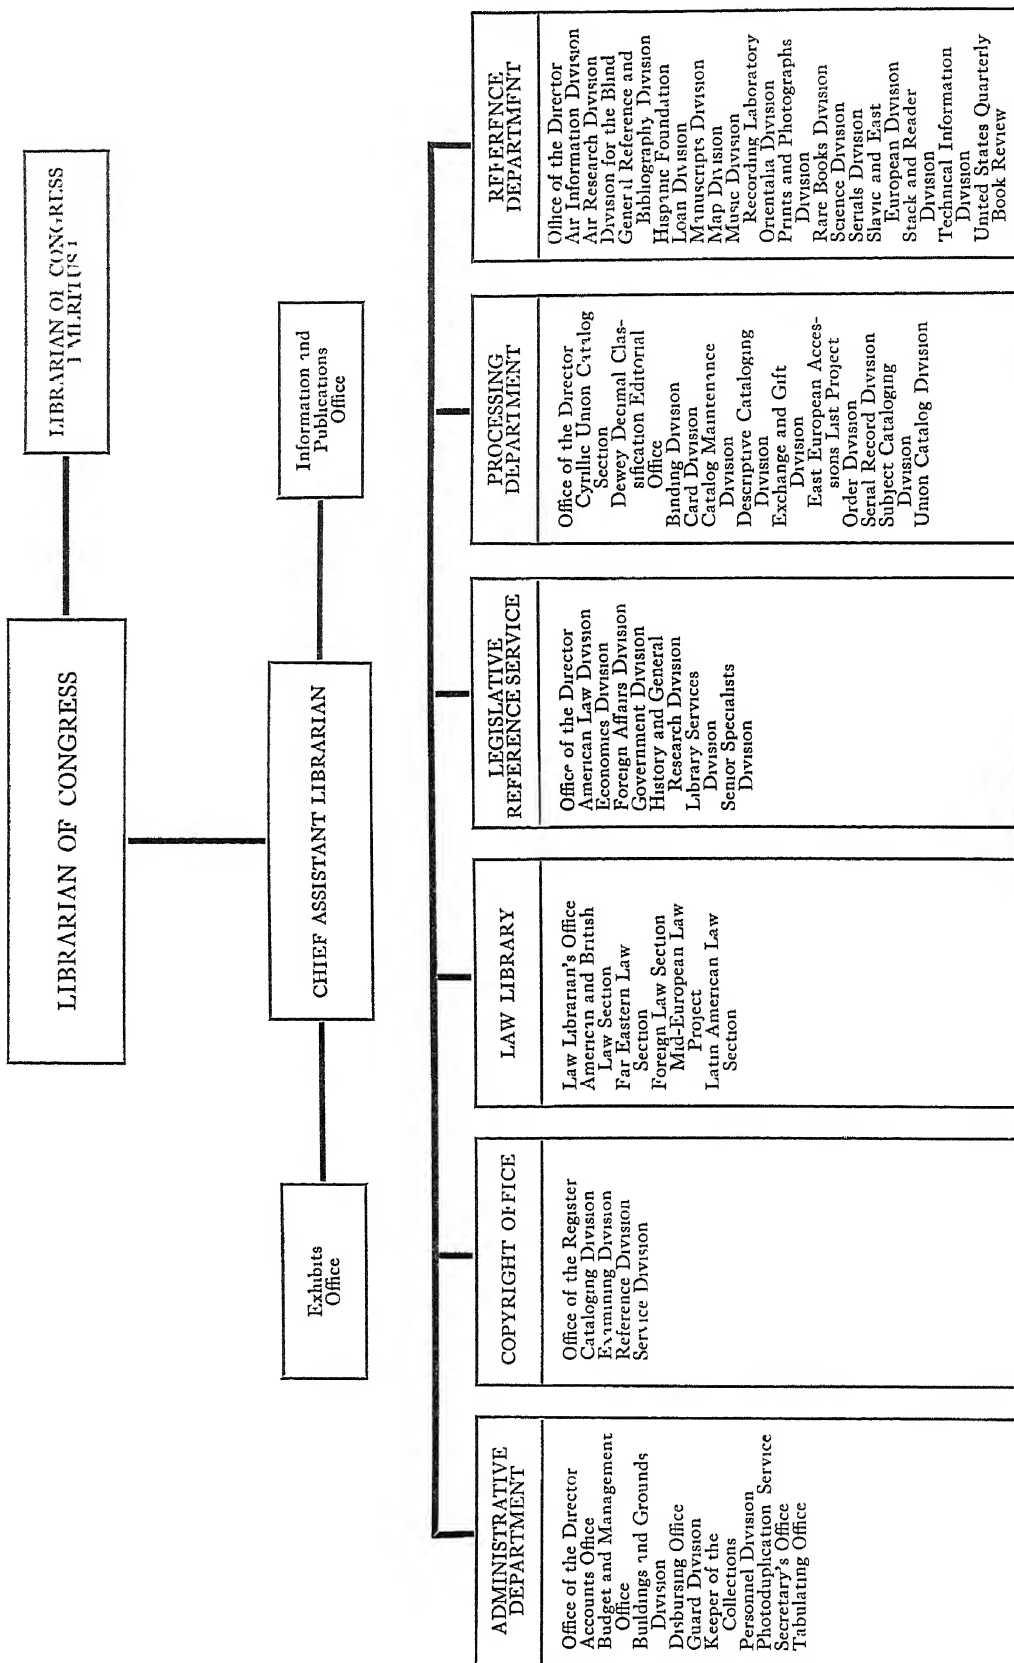 LIBRARIAN OF CONGRESS
LIBRARIAN OF CONGRESS
EMERITUS
CHIEF ASSISTANT LIBRARIAN
Exhibits
Office
Information and
Publications
Office
ADMINISTRATIVE
DEPARTMENT
Office of the Director
Accounts Office
Budget and Management
Office
Buildings and Grounds
Division
Disbursing Office
Guard Division
Keeper of the
Collections
Personnel Division
Photoduplication Service
Secretary's Office
Tabulating Office
COPYRIGHT OFFICE
Office of the Register
Cataloging Division
Examining Division
Reference Division
Service Division
LAW LIBRARY
Law Librarian's Office
American and British
Law Section
Far Eastern Law
Section
Foreign Law Section
Mid-European Law
Project
Latin American Law
Section
LEGISLATIVE
REFERENCE SERVICE
Office of the Director
American Law Division
Economics Division
Foreign Affairs Division
Government Division
History and General
Research Division
Library Services
Division
Senior Specialists
Division
PROCESSING
DEPARTMENT
Office of the Director
Cyrillic Union Catalog
Section
Dewey Decimal Clas-
sification Editorial
Office
Binding Division
Card Division
Catalog Maintenance
Division
Descriptive Cataloging
Division
Exchange and Gift
Division
East European Acces-
sions List Project
Order Division
Serial Record Division
Subject Cataloging
Division
Union Catalog Division
REFERENCE
DEPARTMENT
Office of the Director
Air Information Division
Air Research Division
Division for the Blind
General Reference and
Bibliography Division
Hispanic Foundation
Loan Division
Manuscripts Division
Map Division
Music Division
Recording Laboratory
Orientalia Division
Prints and Photographs
Division
Rare Books Division
Science Division
Serials Division
Slavic and East
European Division
Stack and Reader
Division
Technical Information
Division
United States Quarterly
Book Review